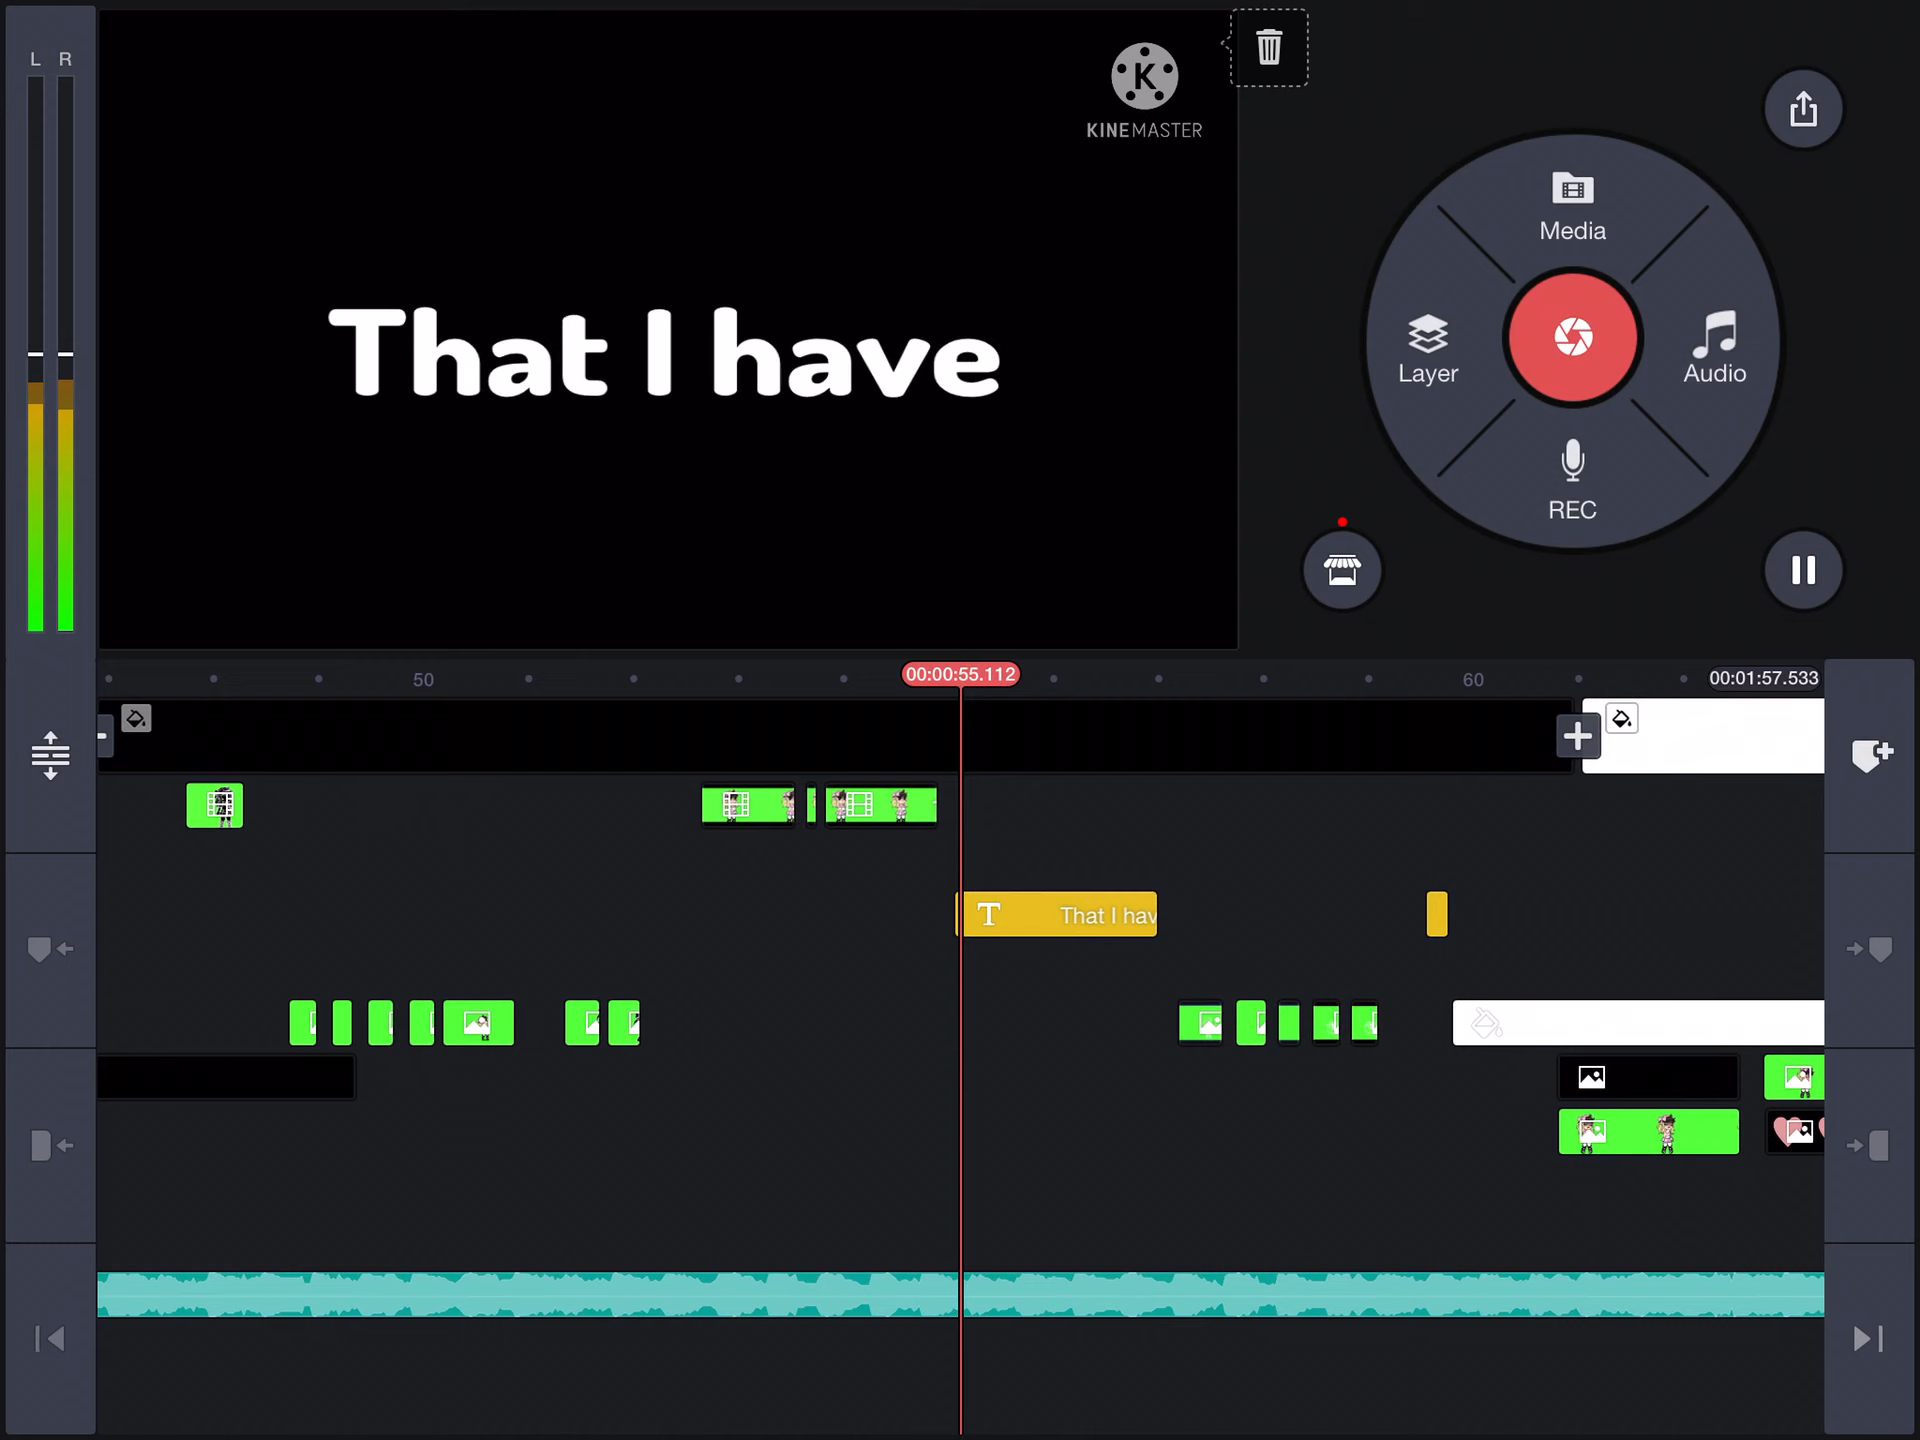 L R
K
KINEMASTER
That I have
Media
Layer
Audio
REC
50
00:00:55.112
60
00:01:57.533
T That I hav